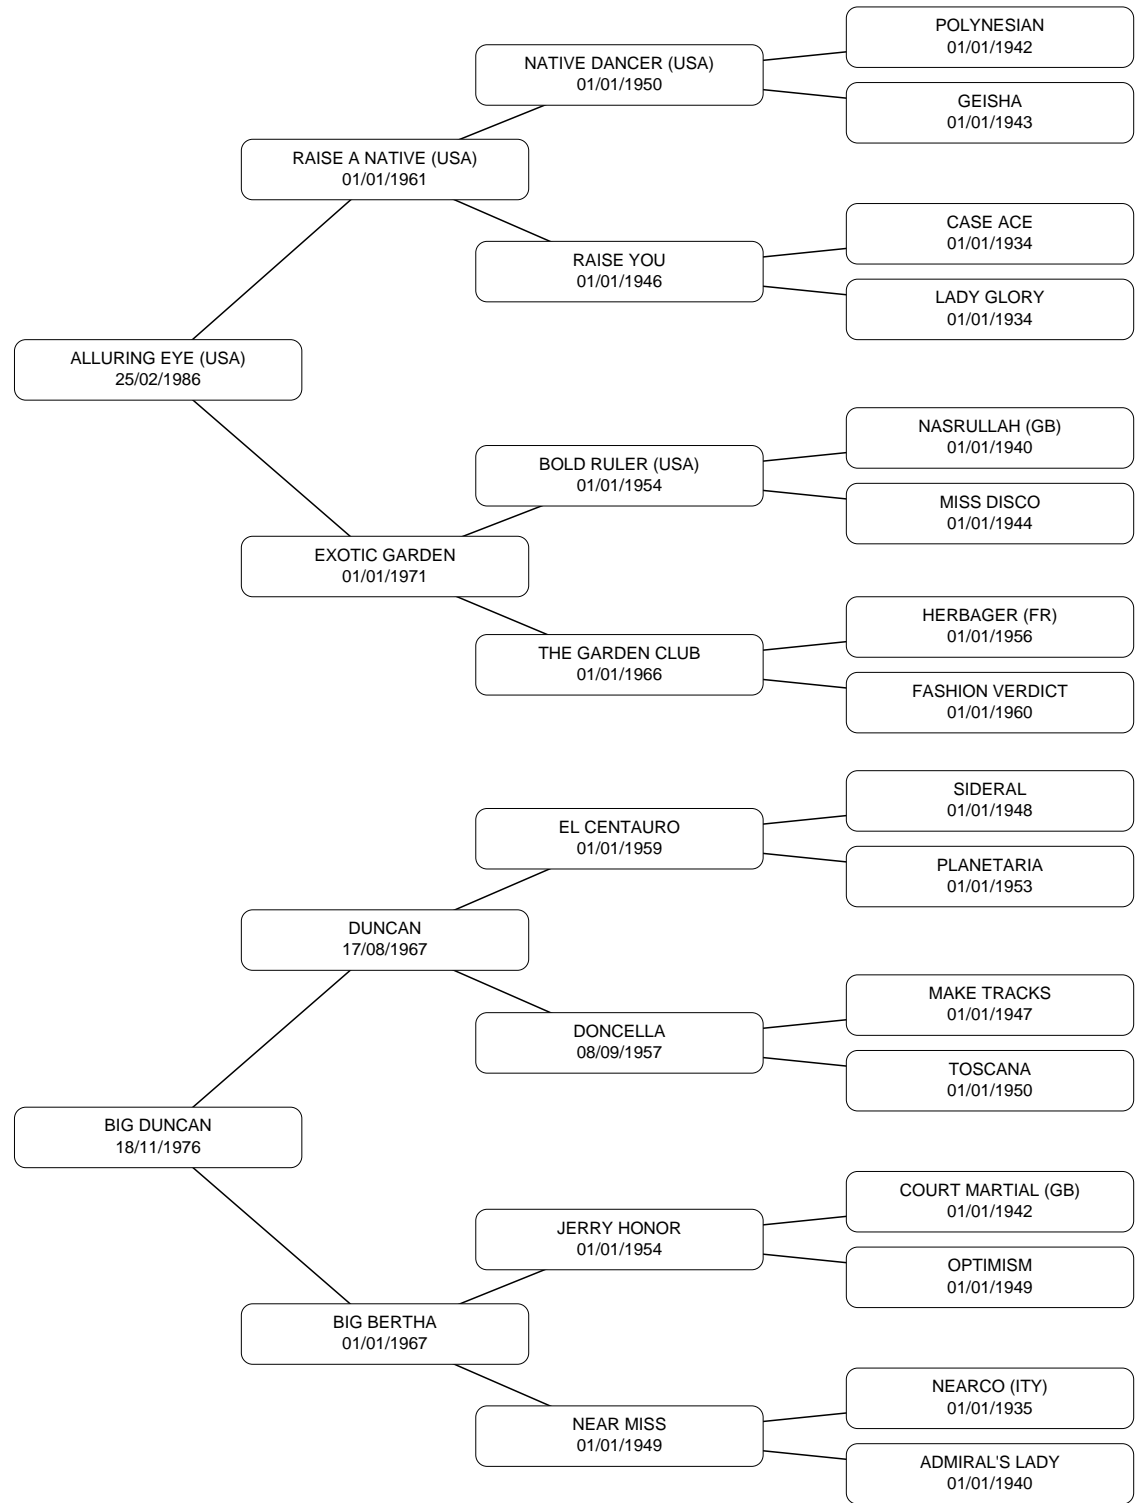 POLYNESIAN
01/01/1942
NATIVE DANCER (USA)
01/01/1950
GEISHA
01/01/1943
RAISE A NATIVE (USA)
01/01/1961
CASE ACE
01/01/1934
RAISE YOU
01/01/1946
LADY GLORY
01/01/1934
ALLURING EYE (USA)
25/02/1986
NASRULLAH (GB)
01/01/1940
BOLD RULER (USA)
01/01/1954
MISS DISCO
01/01/1944
EXOTIC GARDEN
01/01/1971
HERBAGER (FR)
01/01/1956
THE GARDEN CLUB
01/01/1966
FASHION VERDICT
01/01/1960
SIDERAL
01/01/1948
EL CENTAURO
01/01/1959
PLANETARIA
01/01/1953
DUNCAN
17/08/1967
MAKE TRACKS
01/01/1947
DONCELLA
08/09/1957
TOSCANA
01/01/1950
BIG DUNCAN
18/11/1976
COURT MARTIAL (GB)
01/01/1942
JERRY HONOR
01/01/1954
OPTIMISM
01/01/1949
BIG BERTHA
01/01/1967
NEARCO (ITY)
01/01/1935
NEAR MISS
01/01/1949
ADMIRAL'S LADY
01/01/1940